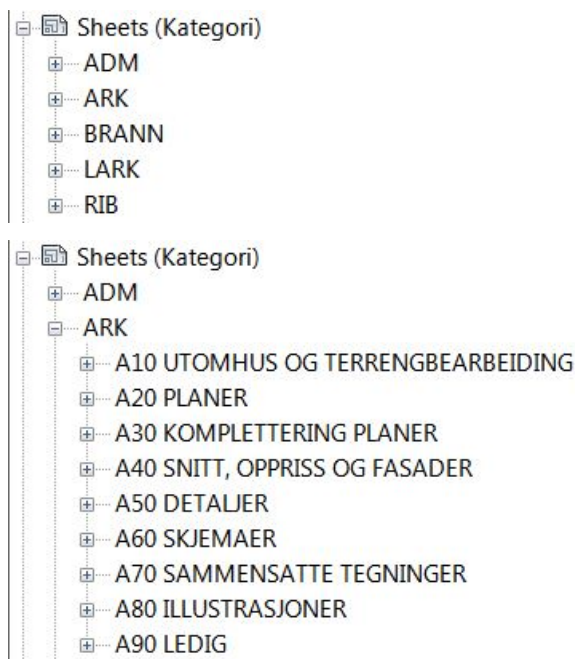 Sheets (Kategori)
ADM
ARK
BRANN
LARK
RIB
Sheets (Kategori)
ADM
ARK
A10 UTOMHUS OG TERRENGBEARBEIDING
A20 PLANER
A30 KOMPLETTERING PLANER
A40 SNITT, OPPRISS OG FASADER
A50 DETALJER
A60 SKJEMAER
A70 SAMMENSATTE TEGNINGER
A80 ILLUSTRASJONER
A90 LEDIG